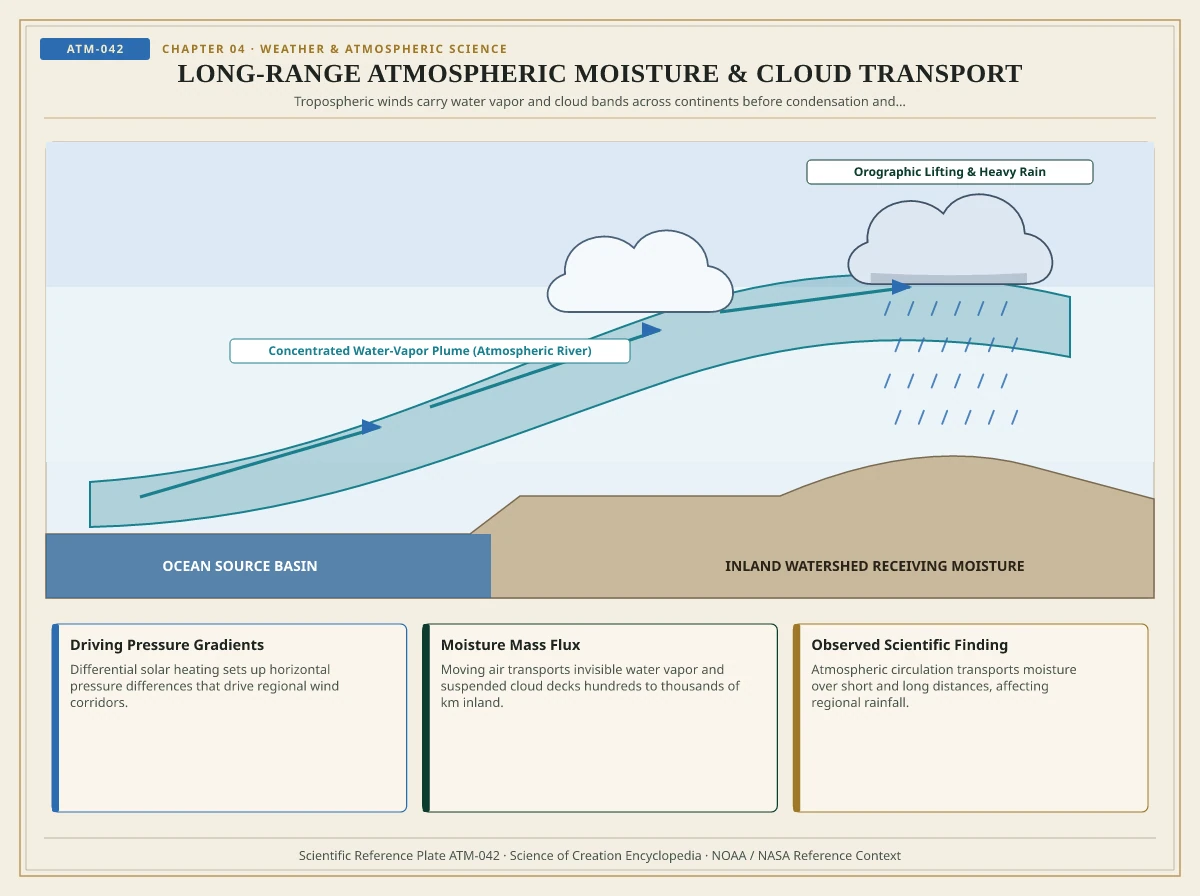 ATM-042
CHAPTER 04 · WEATHER & ATMOSPHERIC SCIENCE
LONG-RANGE ATMOSPHERIC MOISTURE & CLOUD TRANSPORT
Tropospheric winds carry water vapor and cloud bands across continents before condensation and...
Orographic Lifting & Heavy Rain
Concentrated Water-Vapor Plume (Atmospheric River)
OCEAN SOURCE BASIN
INLAND WATERSHED RECEIVING MOISTURE
Driving Pressure Gradients
Differential solar heating sets up horizontal
pressure differences that drive regional wind
corridors.
Moisture Mass Flux
Moving air transports invisible water vapor and
suspended cloud decks hundreds to thousands of
km inland.
Observed Scientific Finding
Atmospheric circulation transports moisture
over short and long distances, affecting
regional rainfall.
Scientific Reference Plate ATM-042 · Science of Creation Encyclopedia · NOAA / NASA Reference Context